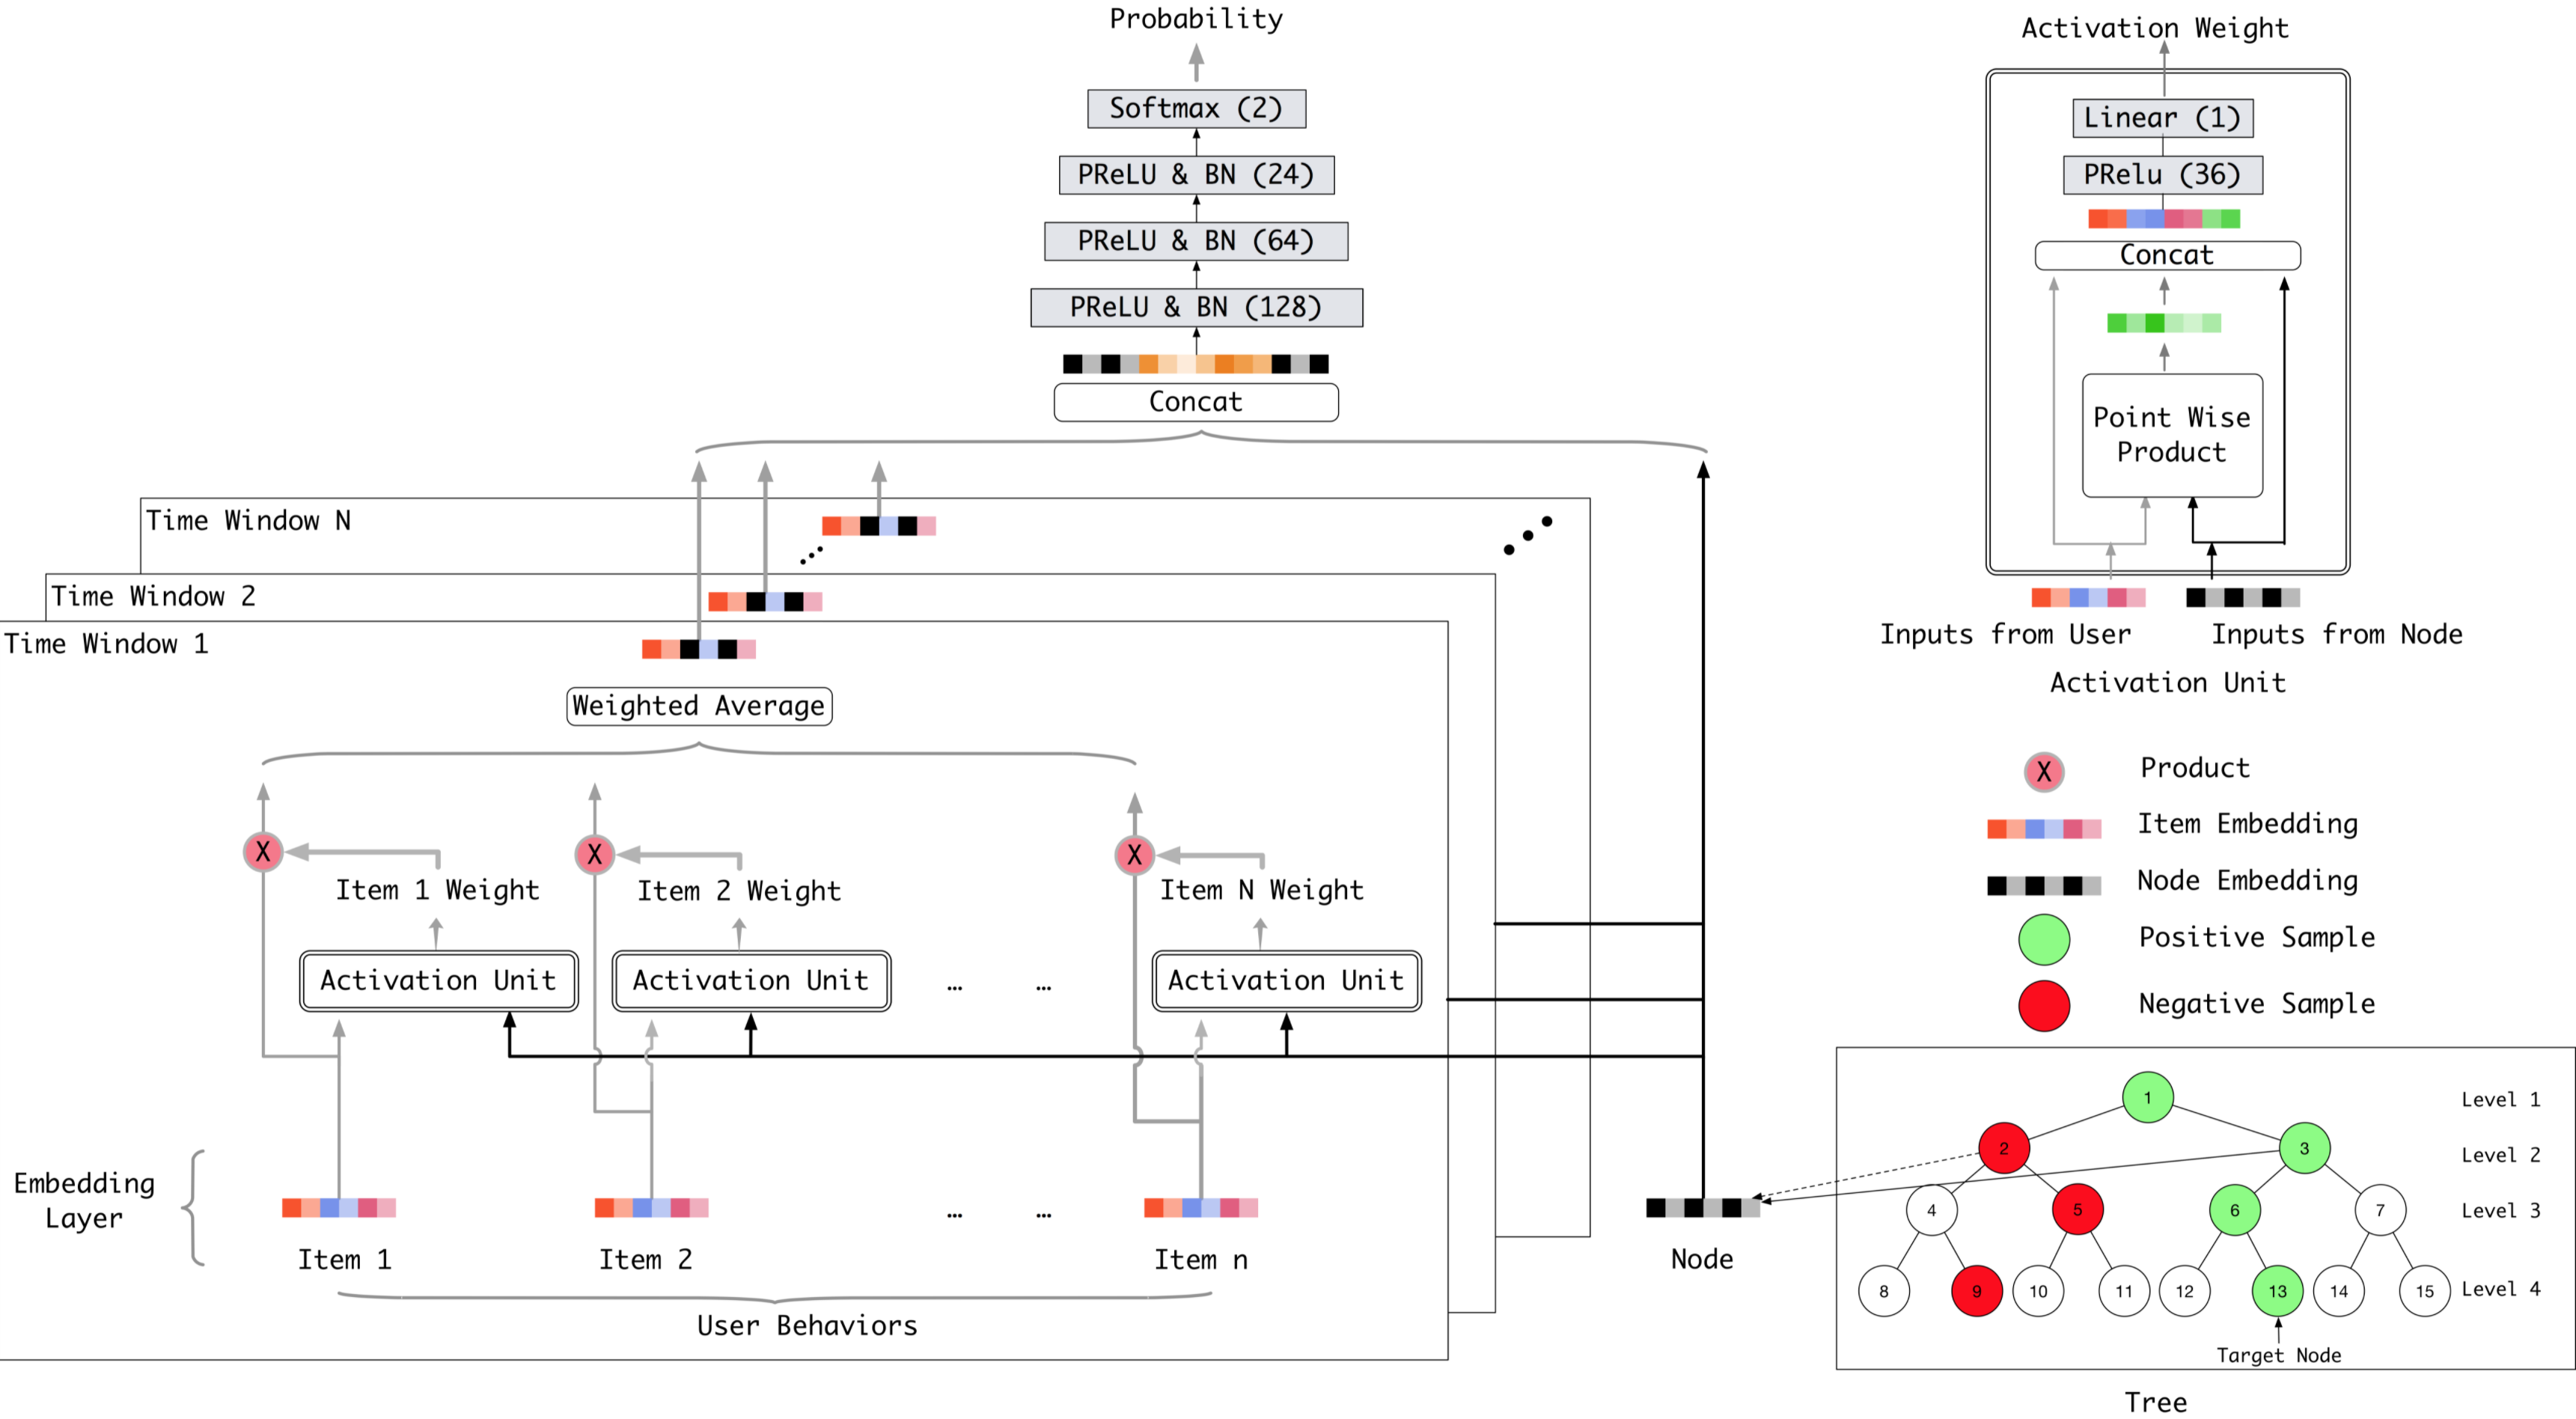 Probability
Softmax (2)
PReLU & BN (24)
PReLU & BN (64)
PReLU & BN (128)
Concat
Time Window N
Time Window 2
Time Window 1
Weighted Average
X
X
X
Item 1 Weight
Item 2 Weight
Item N Weight
Activation Unit
Activation Unit
... ...
Activation Unit
Embedding
Layer
... ...
Item 1
Item 2
Item n
User Behaviors
Node
Activation Weight
Linear (1)
PRelu (36)
Concat
Point Wise
Product
Inputs from User
Inputs from Node
Activation Unit
X Product
Item Embedding
Node Embedding
Positive Sample
Negative Sample
1 Level 1
2 3 Level 2
4 5 6 7 Level 3
8 9 10 11 12 13 14 15 Level 4
Target Node
Tree